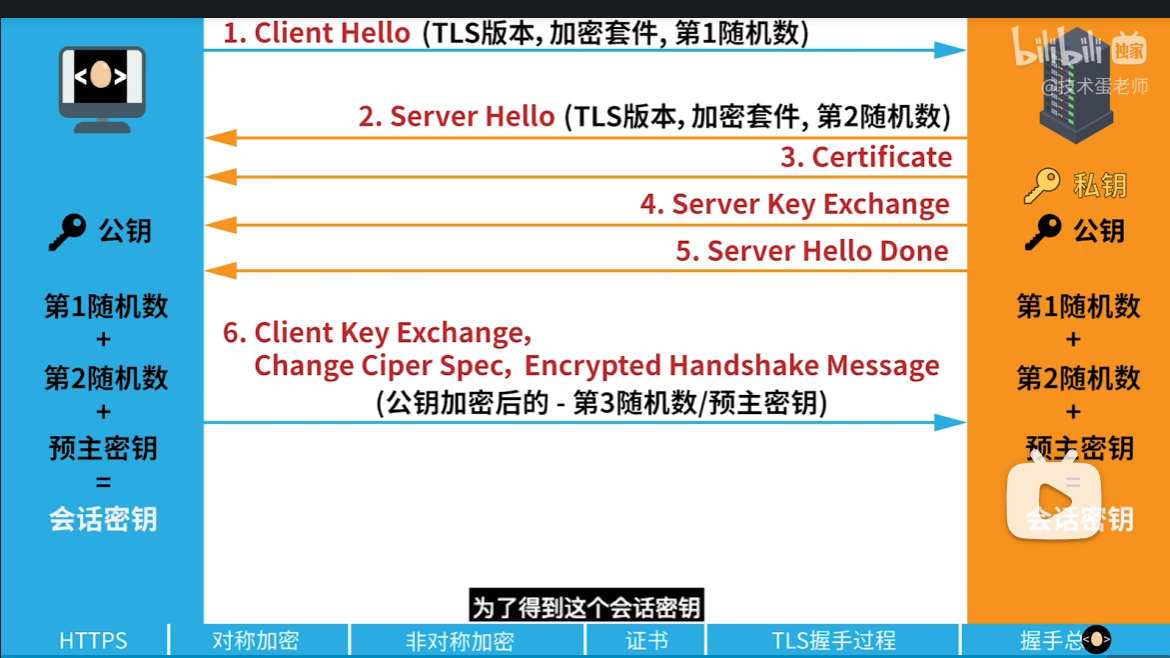 1. Client Hello (TLS版本, 加密套件, 第1随机数)
bilibili 独家
@技术蛋老师
< >
2. Server Hello (TLS版本, 加密套件, 第2随机数)
3. Certificate
4. Server Key Exchange
5. Server Hello Done
公钥
私钥
公钥
第1随机数
+
第2随机数
+
预主密钥
=
会话密钥
6. Client Key Exchange,
Change Ciper Spec, Encrypted Handshake Message
(公钥加密后的 - 第3随机数/预主密钥)
第1随机数
+
第2随机数
+
预主密钥
=
会话密钥
为了得到这个会话密钥
HTTPS
对称加密
非对称加密
证书
TLS握手过程
握手总
< >